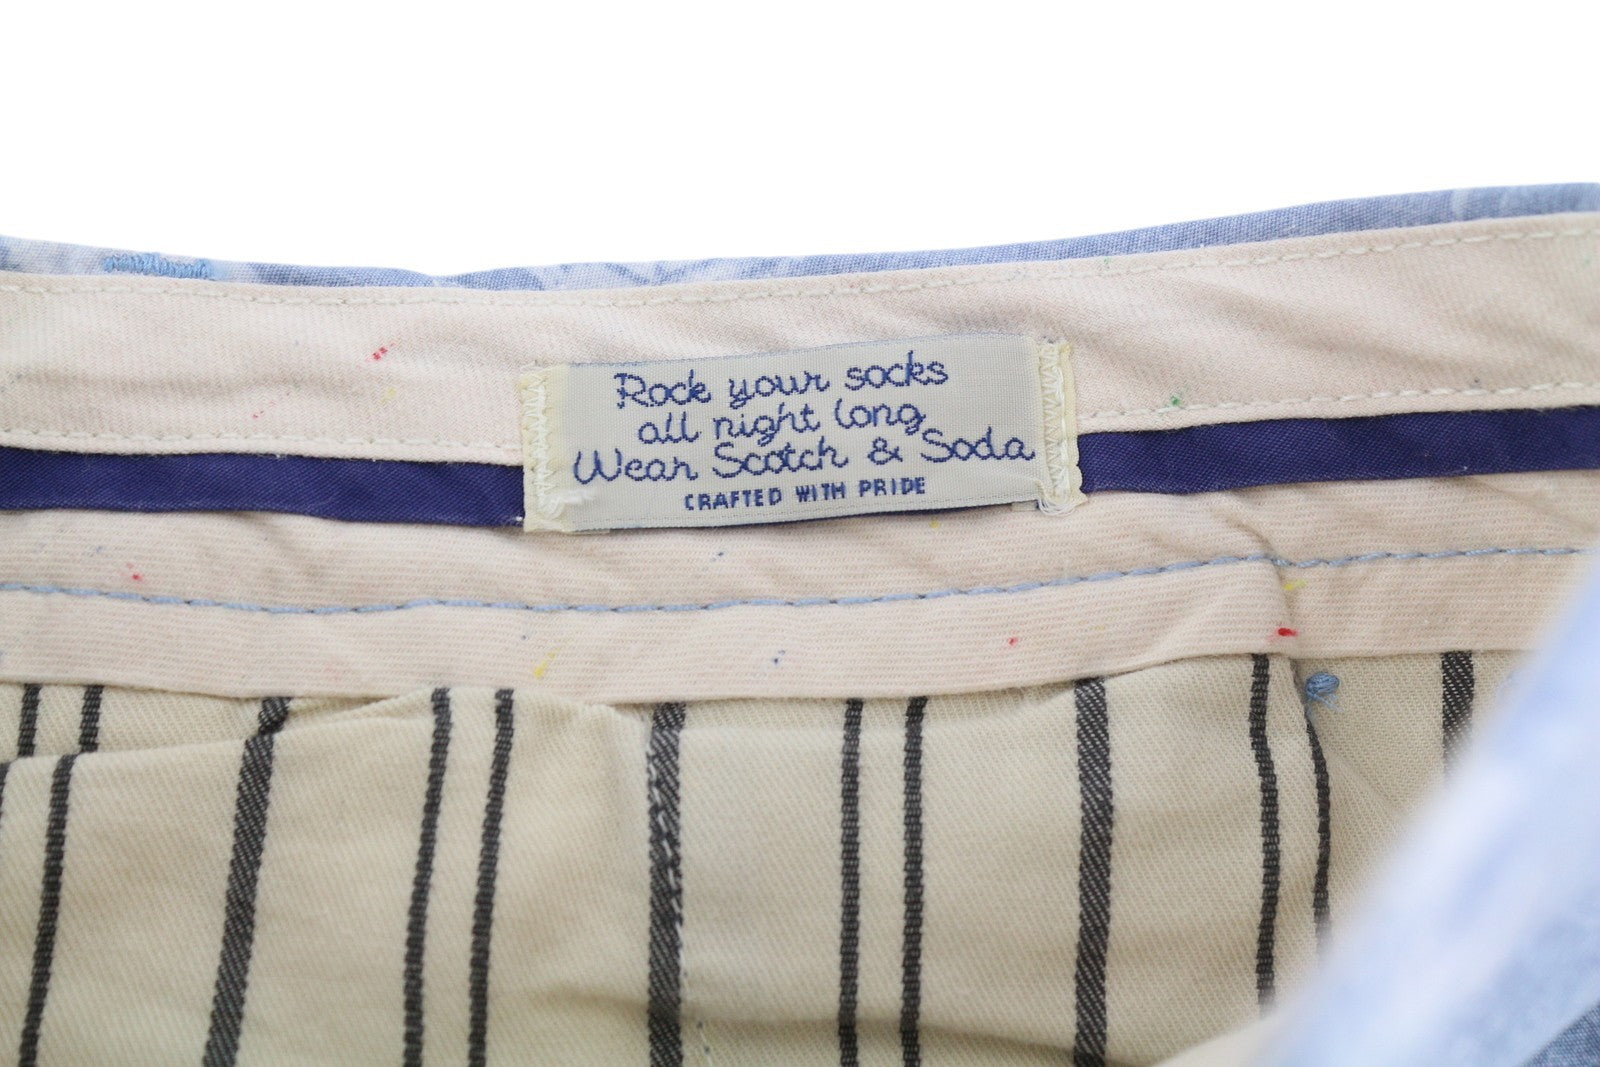 Rock your socks
all night long
Wear Scotch & Soda
CRAFTED WITH PRIDE